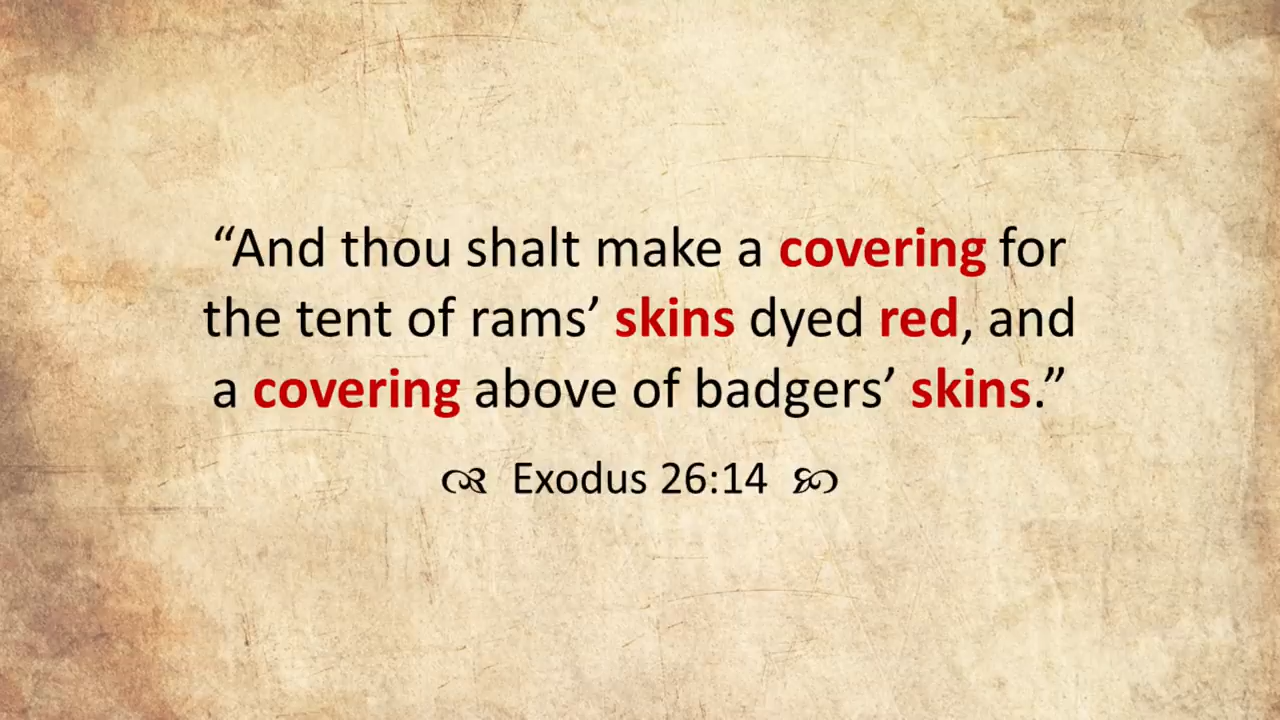 “And thou shalt make a covering for
the tent of rams’ skins dyed red, and
a covering above of badgers’ skins.”
Exodus 26:14